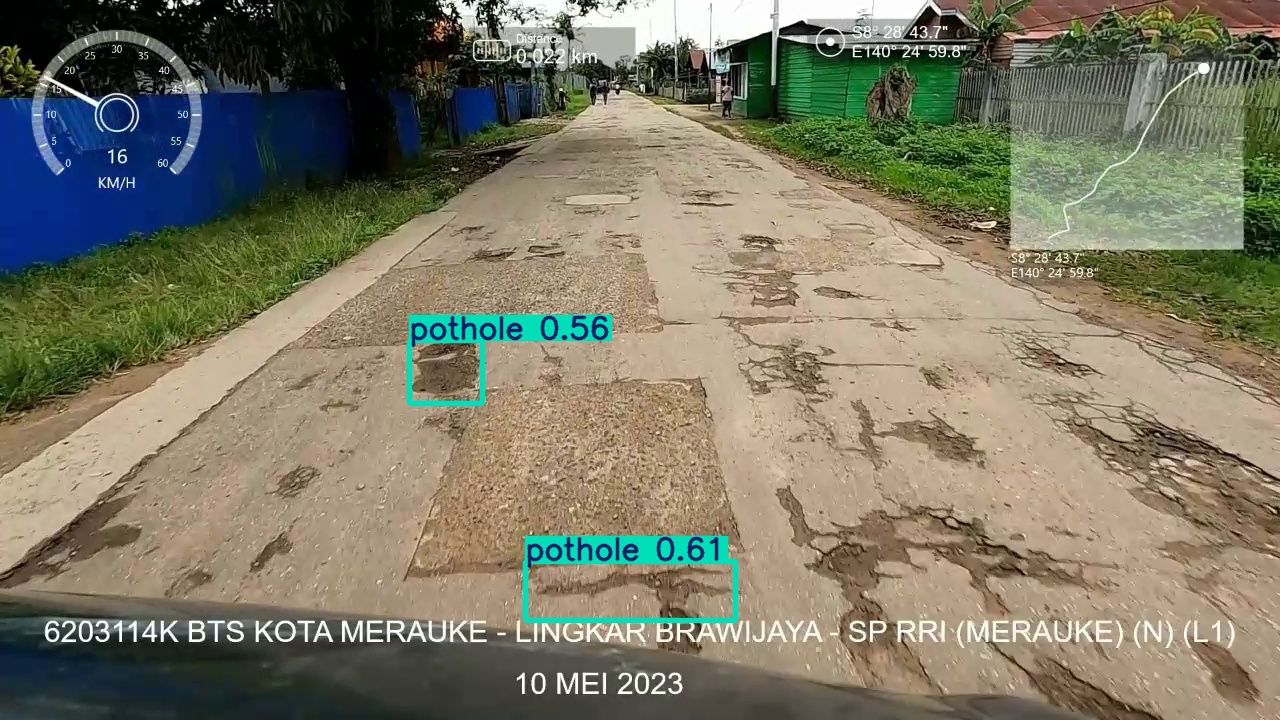 Distance
0.022 km
S8° 28' 43.7"
E140° 24' 59.8"
0
5
10
15
20
25
30
35
40
45
50
55
60
16
KM/H
S8° 28' 43.7"
E140° 24' 59.8"
pothole 0.56
pothole 0.61
6203114K BTS KOTA MERAUKE - LINGKAR BRAWIJAYA - SP RRI (MERAUKE) (N) (L1)
10 MEI 2023